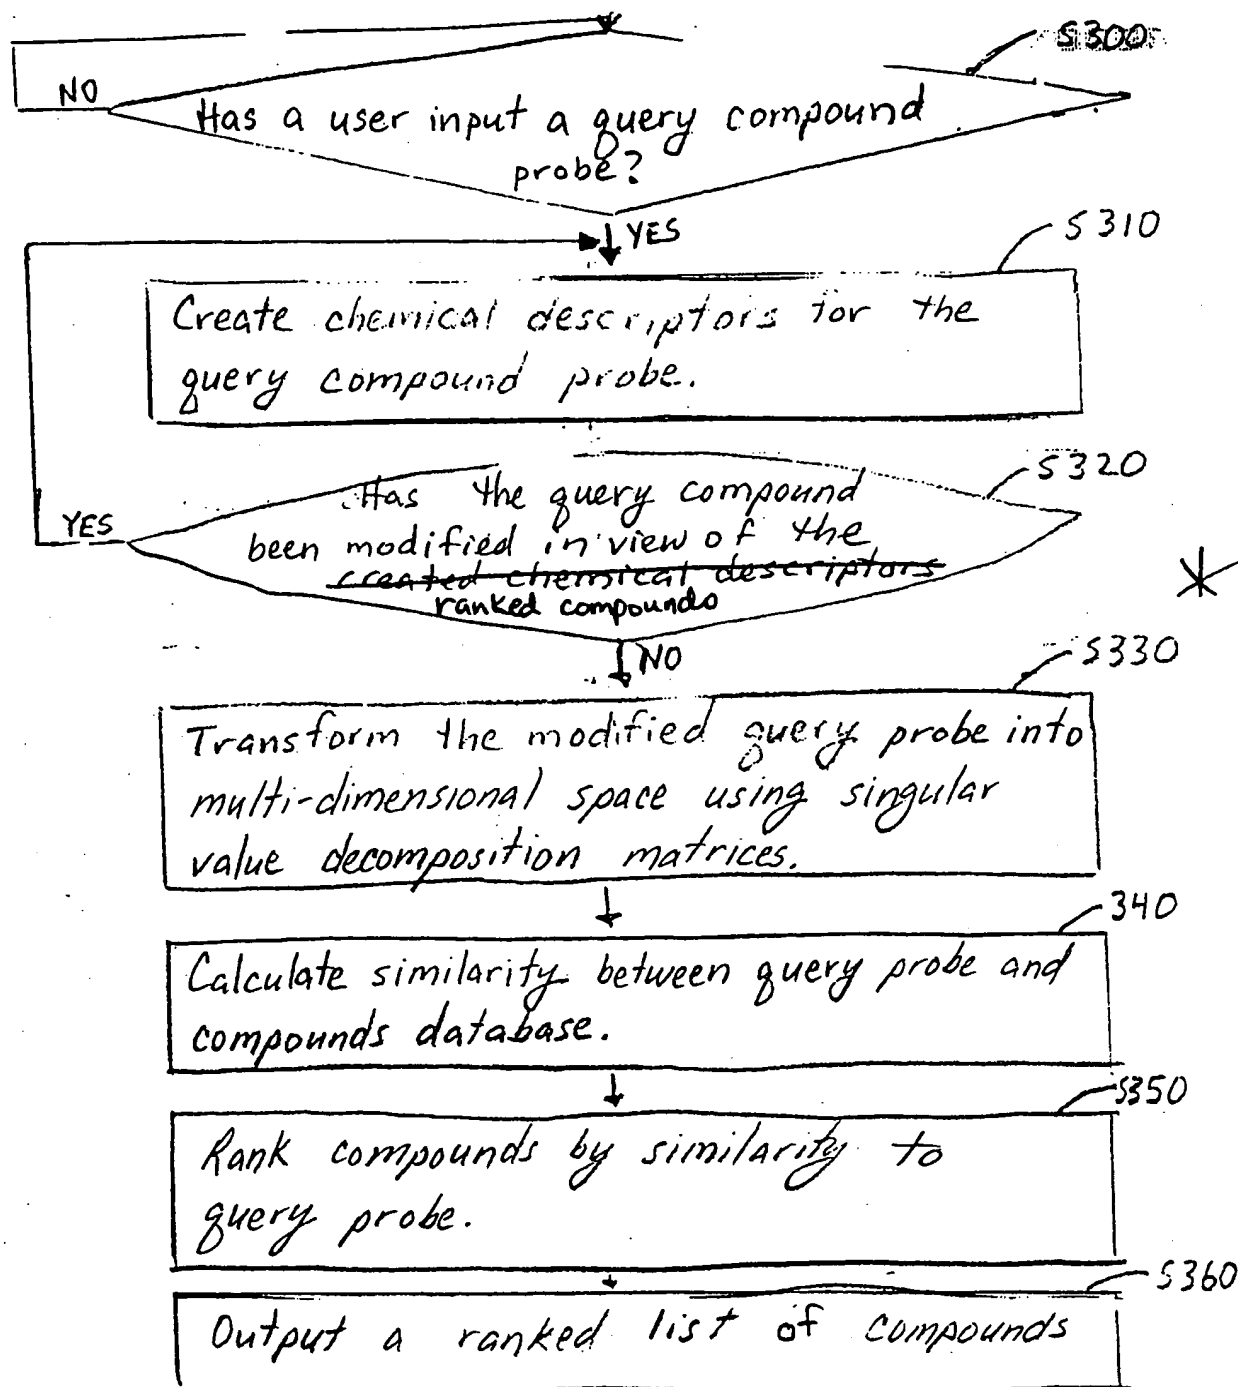 S300
NO
Has a user input a query compound
probe?
YES
S310
Create chemical descriptors for the
query compound probe.
S320
YES
Has the query compound
been modified in view of the
created chemical descriptors
ranked compounds
NO
S330
Transform the modified query probe into
multi-dimensional space using singular
value decomposition matrices.
340
Calculate similarity between query probe and
compounds database.
S350
Rank compounds by similarity to
query probe.
S360
Output a ranked list of compounds